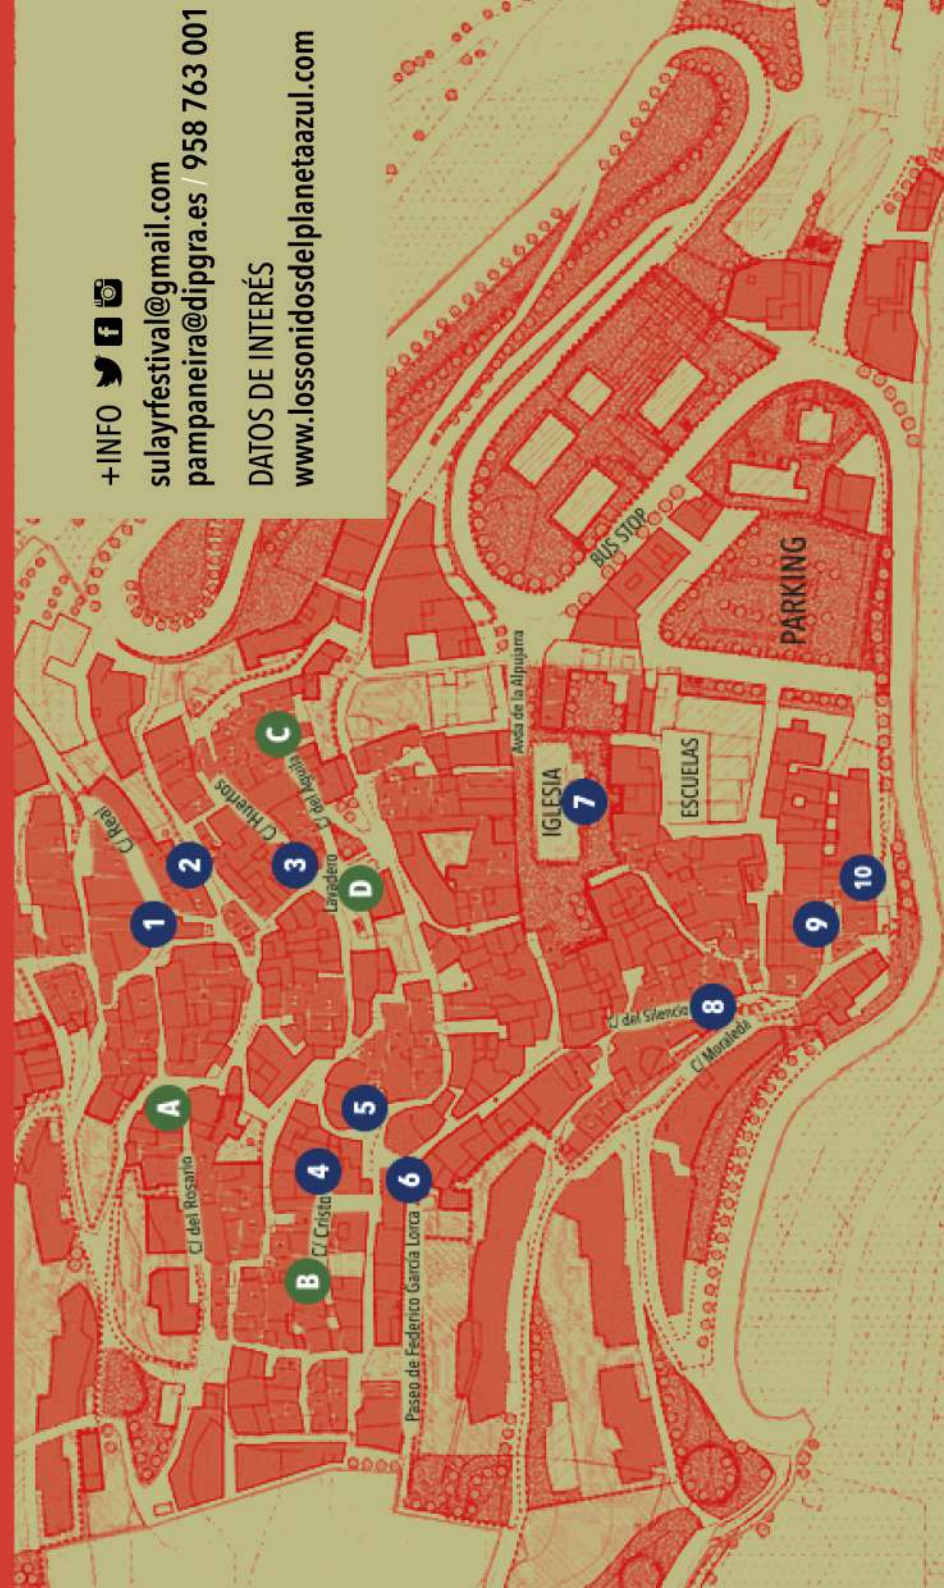 +INFO
sulayrfestival@gmail.com
pampaneira@dipgra.es / 958 763 001
DATOS DE INTERÉS
www.lossonidosdelplanetaazul.com
C/ Real
1
2
C/ Huertos
3
C/ del Aguila
C
Lavadero
D
A
C/ del Rosario
4
C/ Cristo
B
5
6
Paseo de Federico García Lorca
Avda de la Alpujarra
BUS STOP
IGLESIA
7
ESCUELAS
PARKING
C/ del Silencio
8
C/ Moraleda
9
10